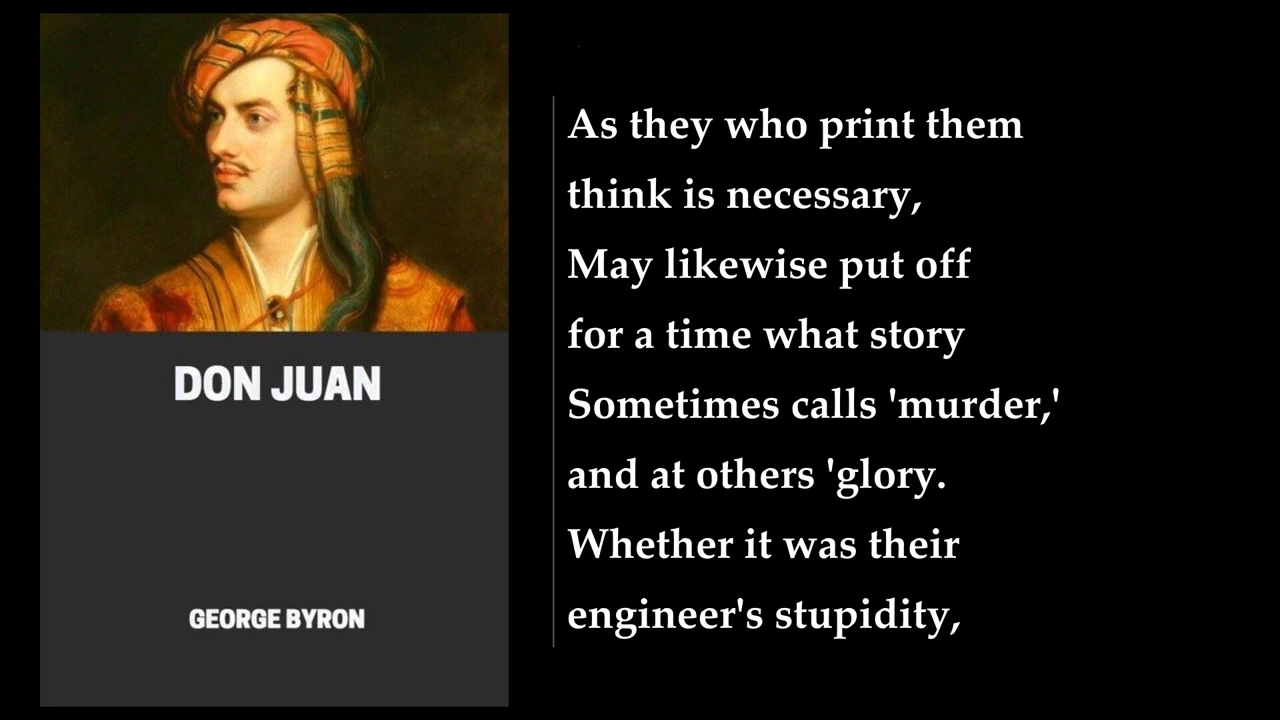 DON JUAN
GEORGE BYRON
As they who print them
think is necessary,
May likewise put off
for a time what story
Sometimes calls 'murder,'
and at others 'glory.
Whether it was their
engineer's stupidity,